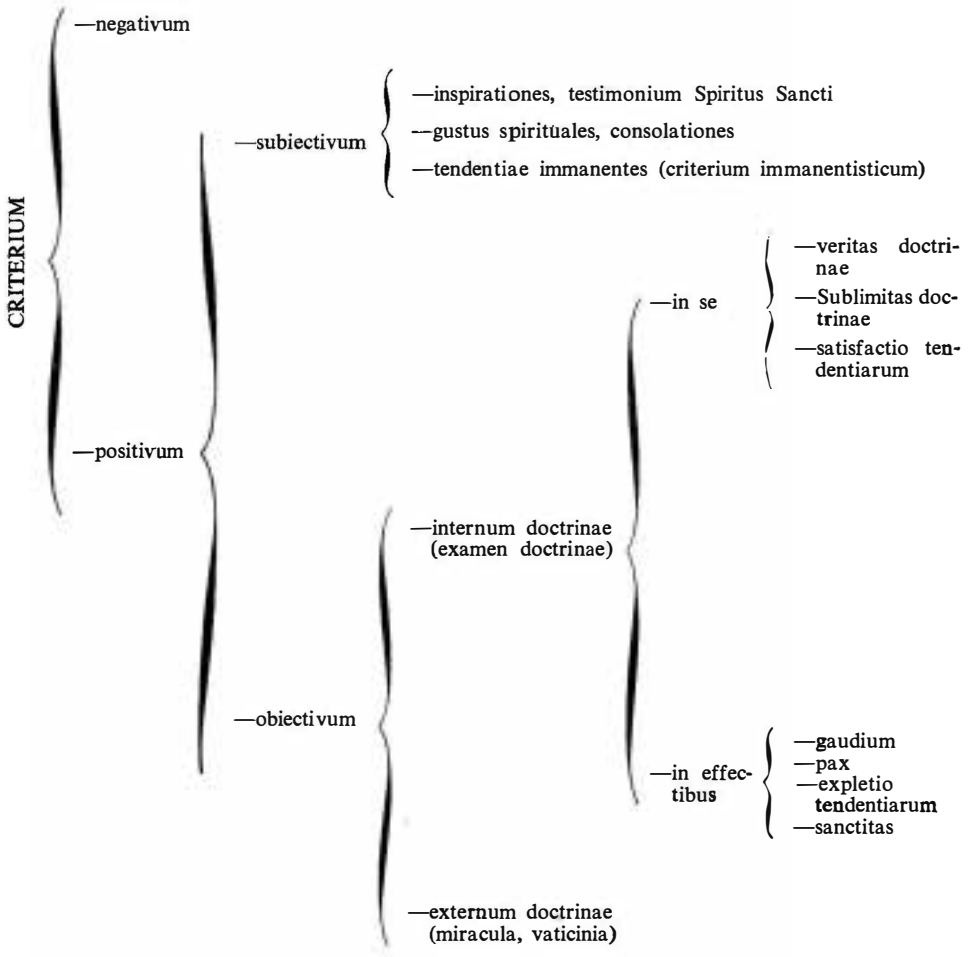 CRITERIUM
—negativum
—positivum
—subiectivum
—inspirationes, testimonium Spiritus Sancti
—gustus spirituales, consolationes
—tendentiae immanentes (criterium immanentisticum)
—obiectivum
—internum doctrinae
(examen doctrinae)
—in se
—veritas doctri-
nae
—Sublimitas doc-
trinae
—satisfactio ten-
dentiarum
—in effec-
tibus
—gaudium
—pax
—expletio
tendentiarum
—sanctitas
—externum doctrinae
(miracula, vaticinia)